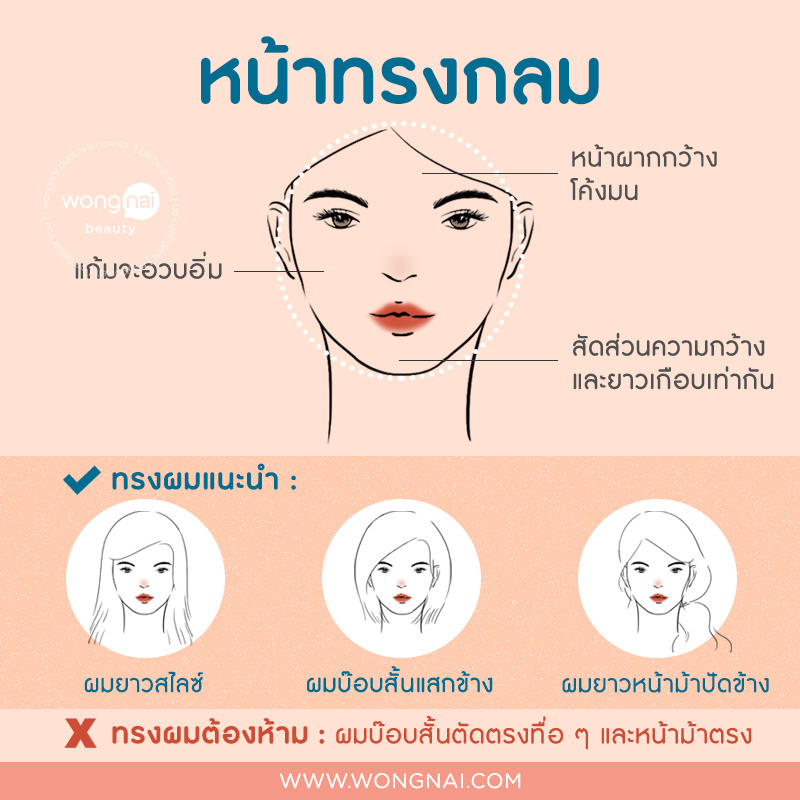 หน้าทรงกลม
หน้าผากกว้าง
โค้งมน
wongnai
beauty
แก้มจะอวบอิ่ม
สัดส่วนความกว้าง
และยาวเกือบเท่ากัน
ทรงผมแนะนำ :
ผมยาวสไลซ์
ผมบ๊อบสั้นแสกข้าง
ผมยาวหน้าม้าปัดข้าง
X ทรงผมต้องห้าม : ผมบ๊อบสั้นตัดตรงทื่อ ๆ และหน้าม้าตรง
WWW.WONGNAI.COM